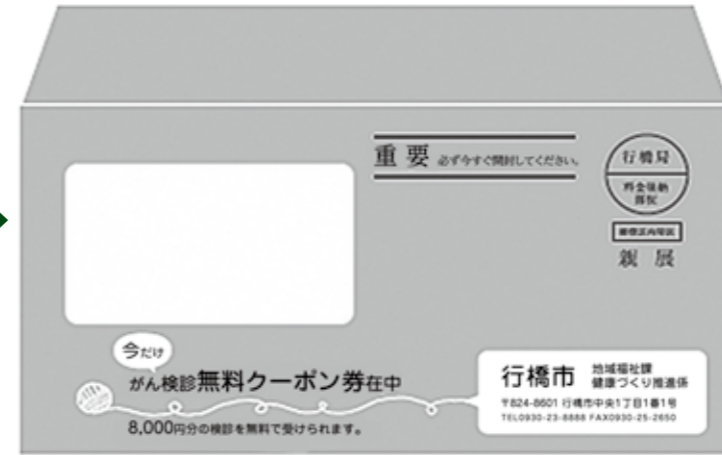 重要 必ず今すぐ開封してください。
行橋局
料金後納
郵便
親展
今だけ
がん検診無料クーポン券在中
8,000円分の検診を無料で受けられます。
行橋市 地域福祉課
健康づくり推進係
〒824-8601 行橋市中央1丁目1番1号
TEL0930-23-8888 FAX0930-25-2650